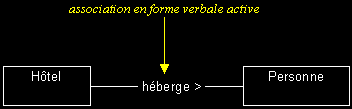 association en forme verbale active
Hôtel
héberge >
Personne